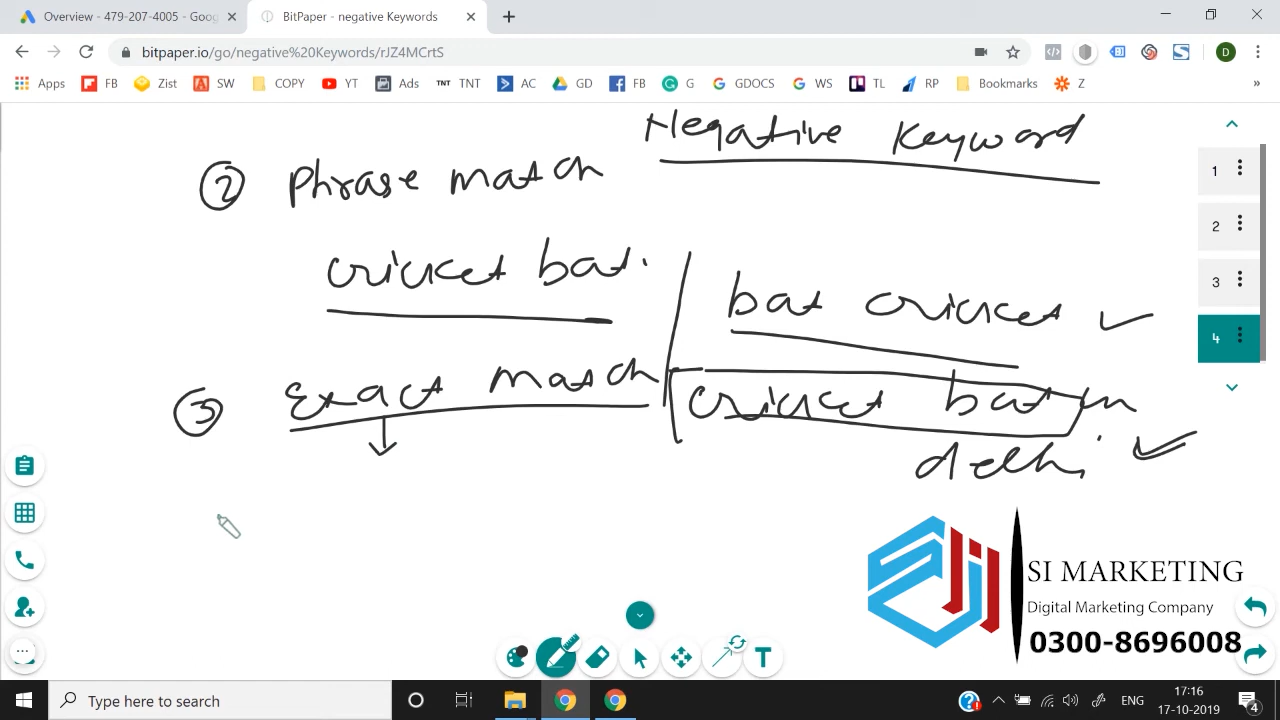 Overview - 479-207-4005 - Goog
BitPaper - negative Keywords
bitpaper.io/go/negative%20Keywords/rJZ4MCrtS
D
Apps FB Zist SW COPY YT Ads TNT TNT AC GD FB G GDOCS WS TL RP Bookmarks Z »
Negative Keyword
② Phrase match
cricket bat.
bat cricket
③ Exact match
cricket bat in
delhi
1
2
3
4
SI MARKETING
Digital Marketing Company
0300-8696008
T
Type here to search
ENG
17:16
17-10-2019
4